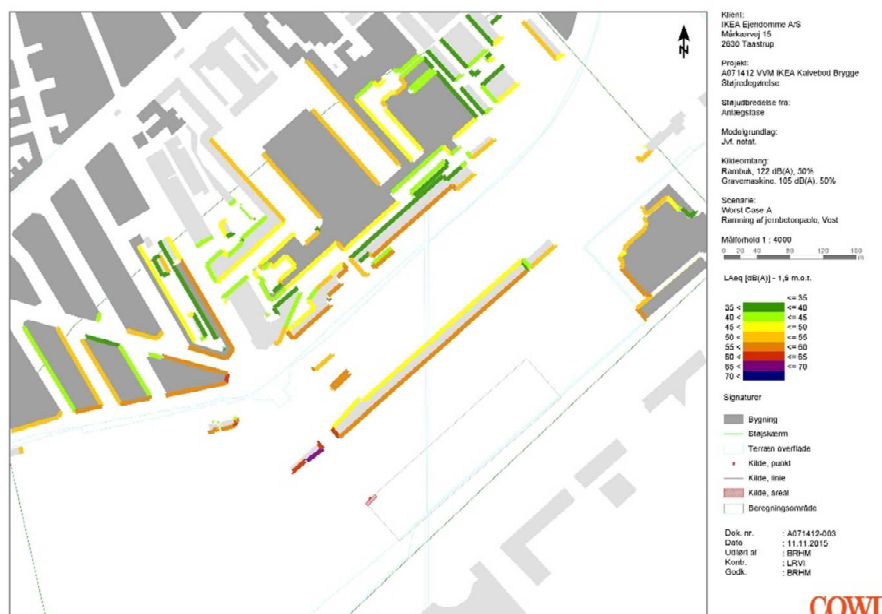 N
Klient:
IKEA Ejendomme A/S
Mårkærvej 15
2630 Taastrup
Projekt:
A071412 VVM IKEA Kalvebod Brygge
Støjredegørelse
Støjudbredelse fra:
Anlægsfase
Modelgrundlag:
Jvf. notat.
Kildeomfang:
Rambuk, 122 dB(A), 50%
Gravemaskine, 105 dB(A), 50%
Scenarie:
Worst Case A
Ramning af jernbetonpæle, Vest
Målforhold 1 : 4000
0 20 40 80 120 160
m
LAeq [dB(A)] - 1,5 m.o.t.
<= 35
35 < <= 40
40 < <= 45
45 < <= 50
50 < <= 55
55 < <= 60
60 < <= 65
65 < <= 70
70 <
Signaturer
Bygning
Støjskærm
Terræn overflade
Kilde, punkt
Kilde, linie
Kilde, areal
Beregningsområde
Dok. nr. : A071412-003
Dato : 11.11.2015
Udført af : BRHM
Kontr. : LRVI
Godk. : BRHM
COWI